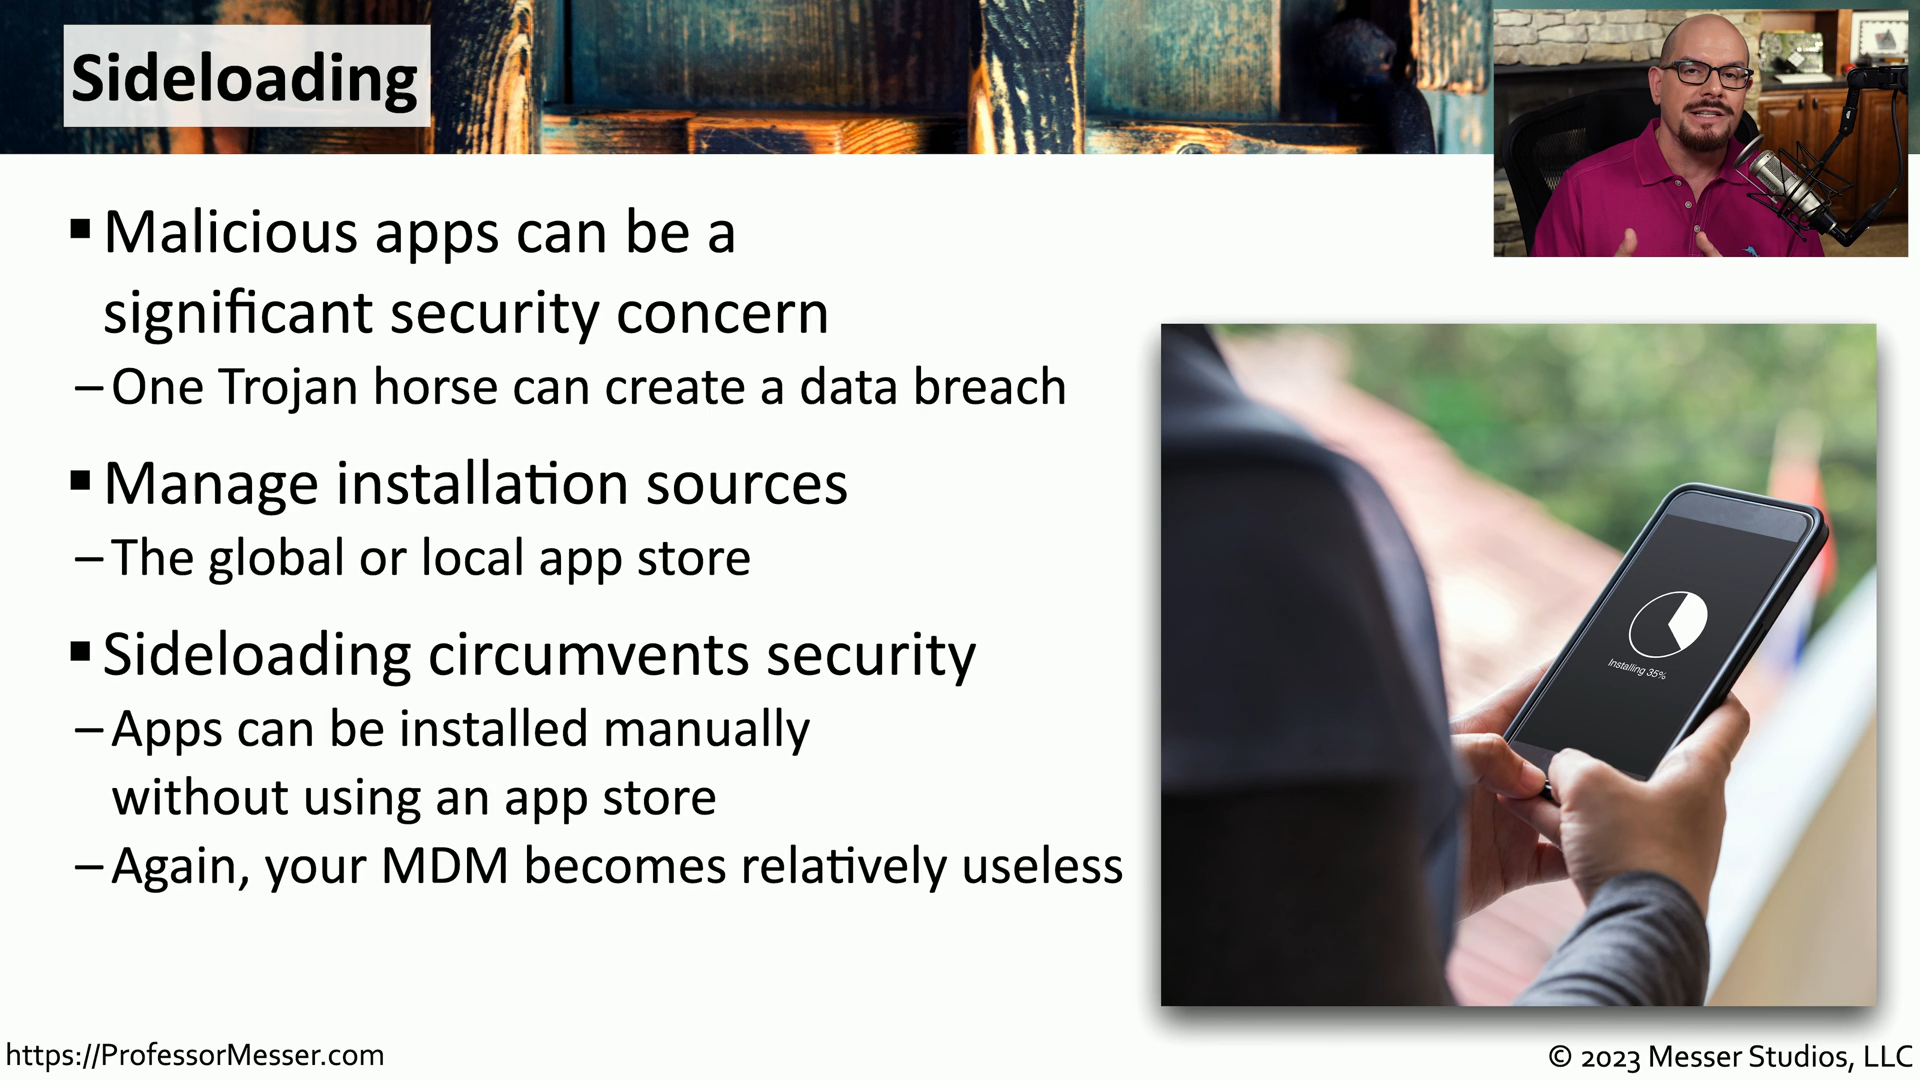 Sideloading
▪ Malicious apps can be a
significant security concern
– One Trojan horse can create a data breach
▪ Manage installation sources
– The global or local app store
▪ Sideloading circumvents security
– Apps can be installed manually
without using an app store
– Again, your MDM becomes relatively useless
Installing 35%
https://ProfessorMesser.com
© 2023 Messer Studios, LLC